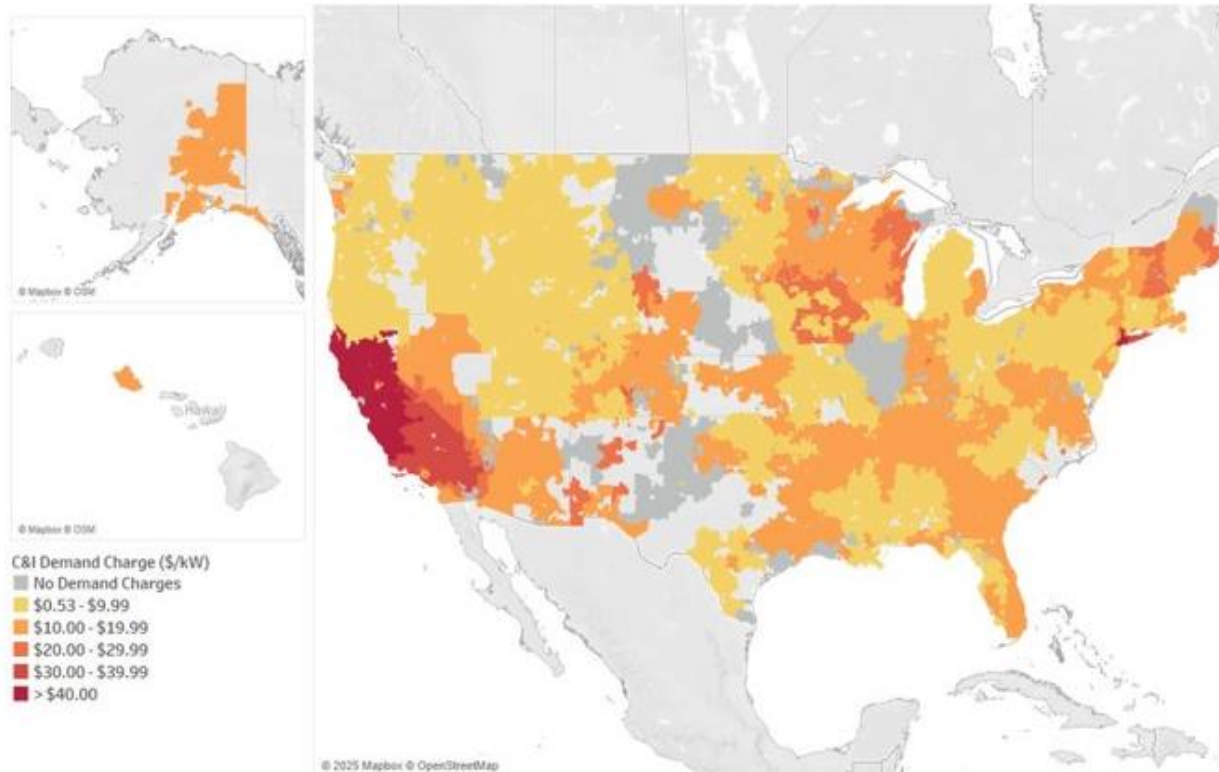 © Mapbox © OSM
Hawaii
© Mapbox © OSM
C&I Demand Charge ($/kW)
No Demand Charges
$0.53 - $9.99
$10.00 - $19.99
$20.00 - $29.99
$30.00 - $39.99
> $40.00
© 2025 Mapbox © OpenStreetMap